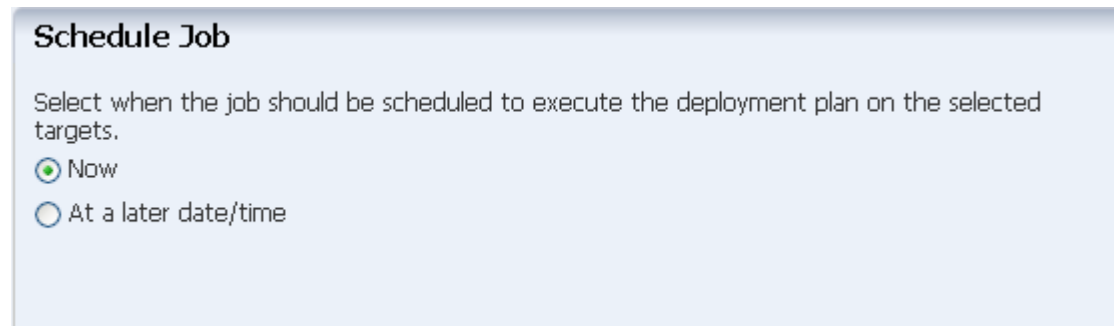 Schedule Job
Select when the job should be scheduled to execute the deployment plan on the selected
targets.
Now
At a later date/time